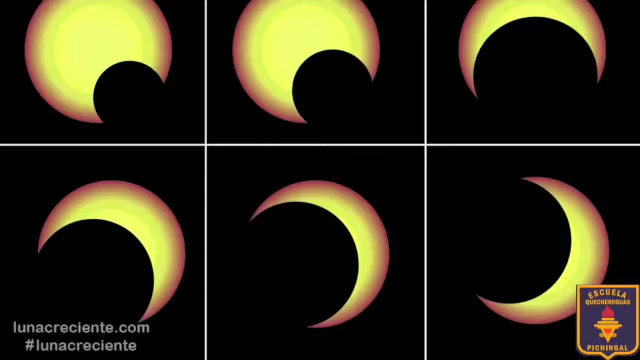 lunacreciente.com
#lunacreciente
ESCUELA
QUECHEREGUAS
PICHINGAL